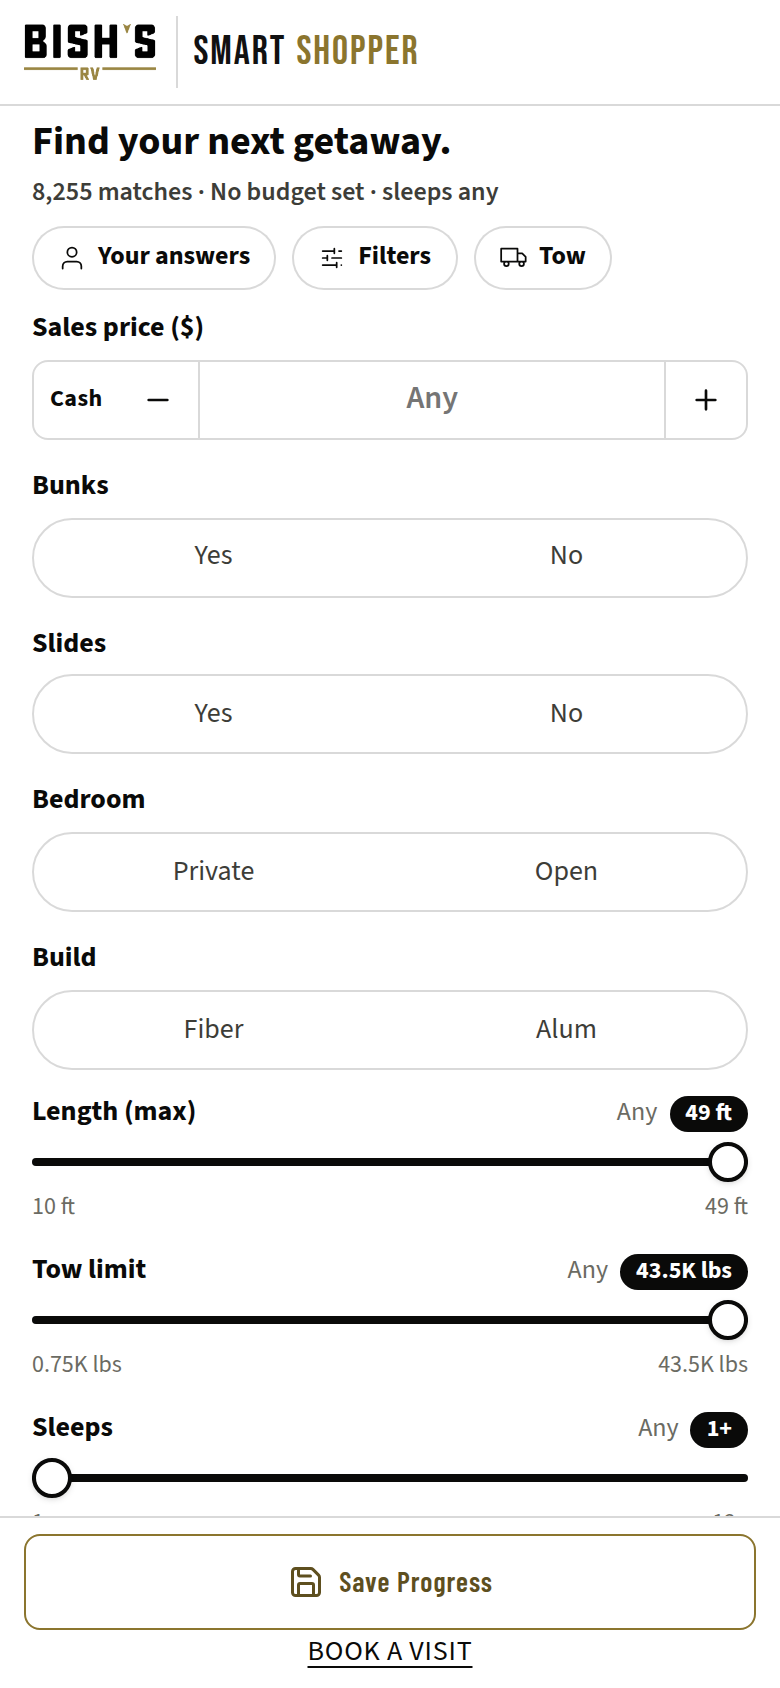 BISH'S
RV
SMART SHOPPER
Find your next getaway.
8,255 matches · No budget set · sleeps any
Your answers
Filters
Tow
Sales price ($)
Cash
Any
Bunks
Yes
No
Slides
Yes
No
Bedroom
Private
Open
Build
Fiber
Alum
Length (max)
Any
49 ft
10 ft
49 ft
Tow limit
Any
43.5K lbs
0.75K lbs
43.5K lbs
Sleeps
Any
1+
Save Progress
BOOK A VISIT